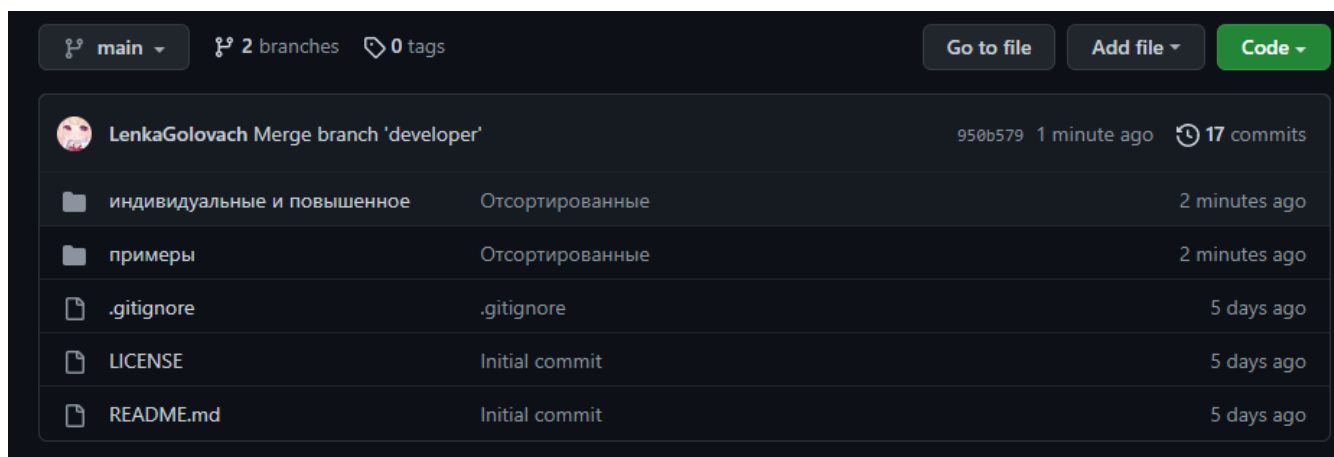 main 2 branches 0 tags Go to file Add file Code
LenkaGolovach Merge branch 'developer' 950b579 1 minute ago 17 commits
индивидуальные и повышенное Отсортированные 2 minutes ago
примеры Отсортированные 2 minutes ago
.gitignore .gitignore 5 days ago
LICENSE Initial commit 5 days ago
README.md Initial commit 5 days ago